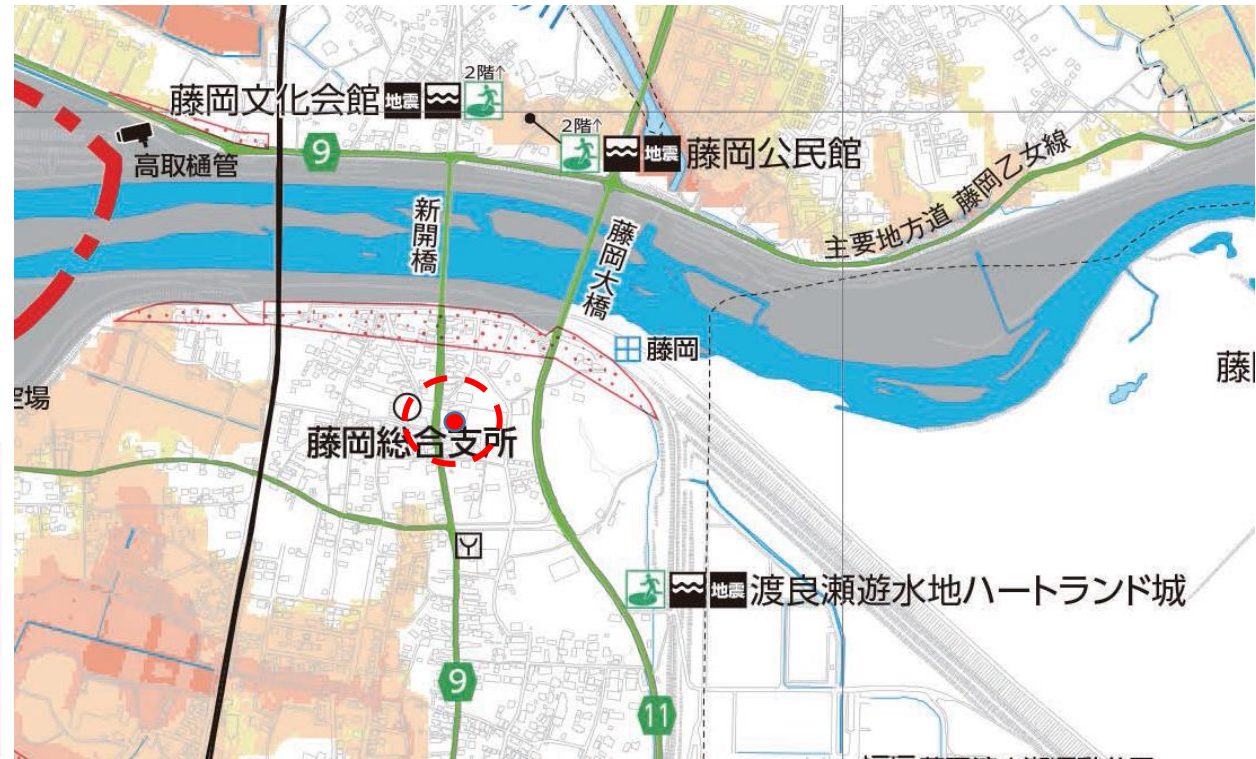 2階↑
藤岡文化会館 地震
2階↑
地震 藤岡公民館
高取樋管
9
新開橋
藤岡大橋
主要地方道 藤岡乙女線
藤岡
藤
空場
藤岡総合支所
地震 渡良瀬遊水地ハートランド城
9
11